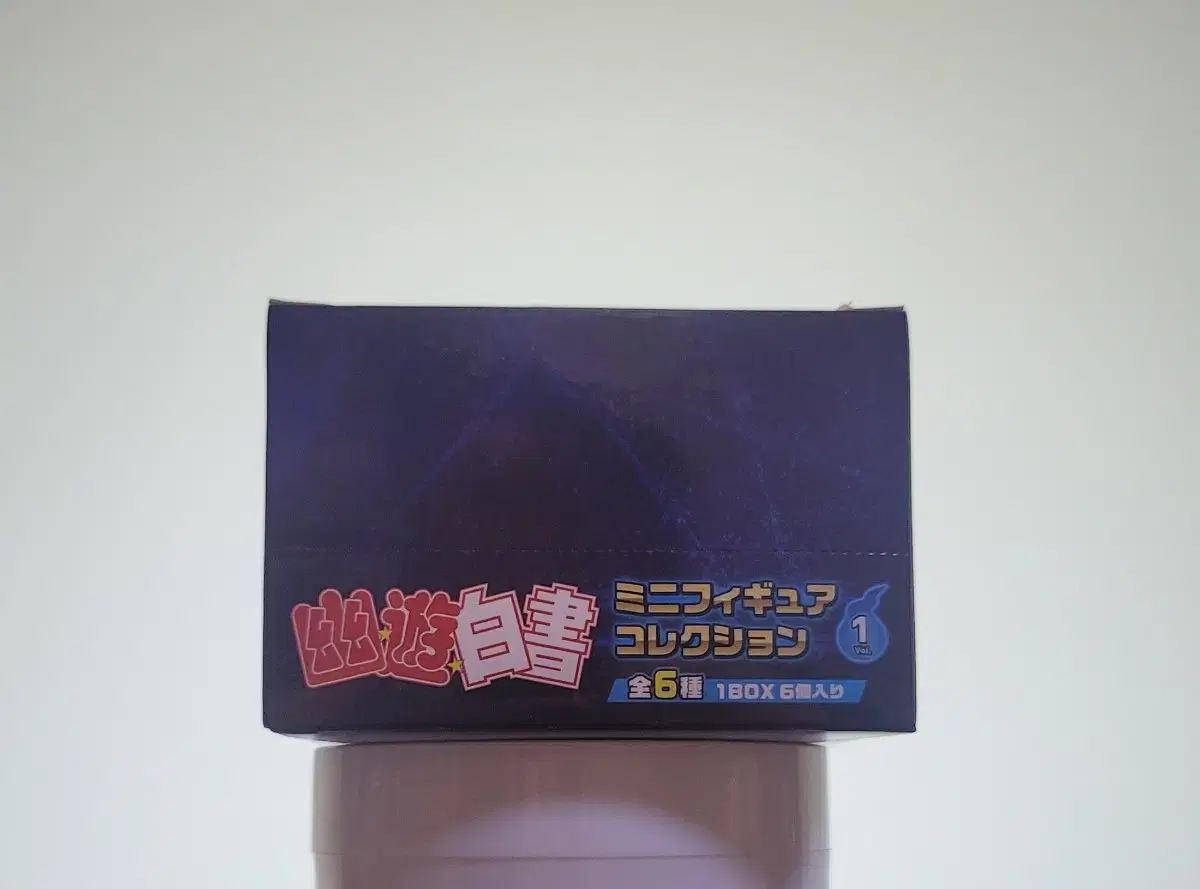 幽☆遊☆白書
ミニフィギュア
コレクション
1
Vol.
全6種 1BOX 6個入り